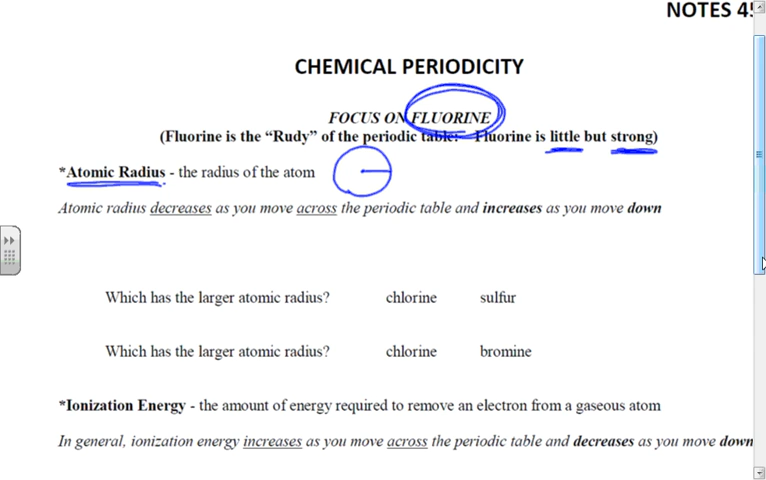 NOTES 45
CHEMICAL PERIODICITY
FOCUS ON FLUORINE
(Fluorine is the “Rudy” of the periodic table. Fluorine is little but strong)
*Atomic Radius - the radius of the atom
Atomic radius decreases as you move across the periodic table and increases as you move down
Which has the larger atomic radius? chlorine sulfur
Which has the larger atomic radius? chlorine bromine
*Ionization Energy - the amount of energy required to remove an electron from a gaseous atom
In general, ionization energy increases as you move across the periodic table and decreases as you move down